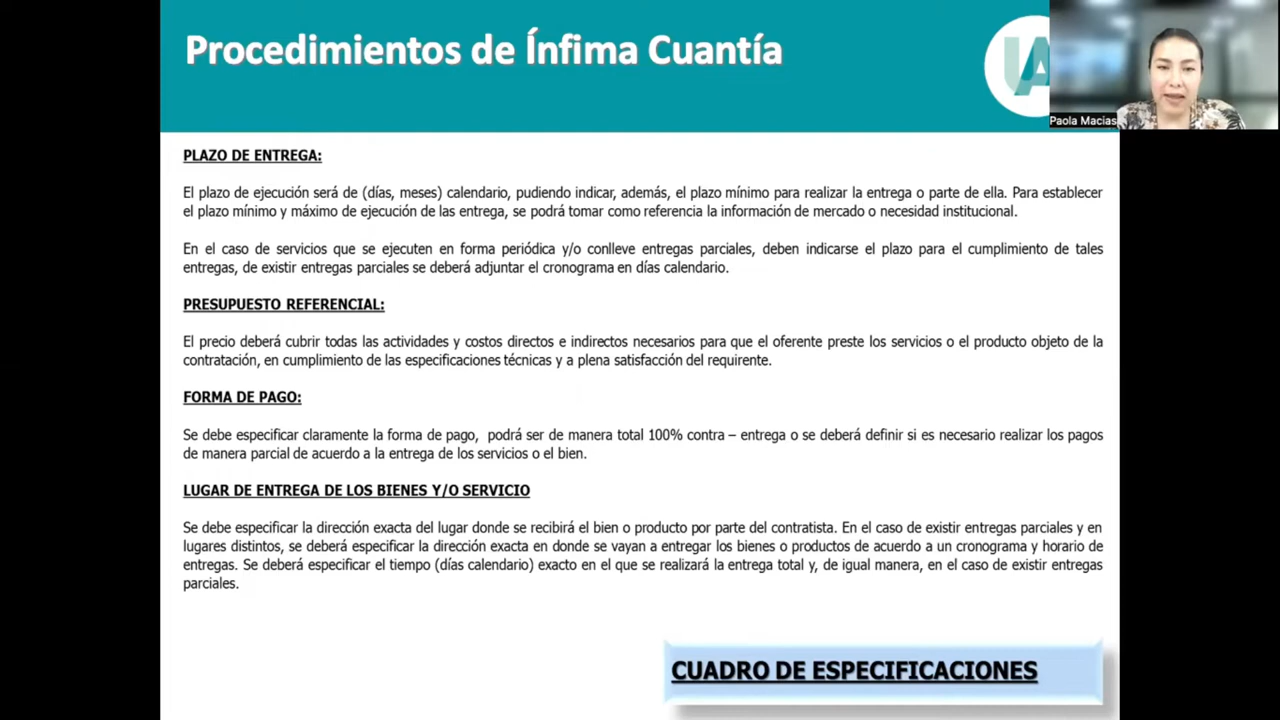 Procedimientos de Ínfima Cuantía
UA
Paola Macias
PLAZO DE ENTREGA:
El plazo de ejecución será de (días, meses) calendario, pudiendo indicar, además, el plazo mínimo para realizar la entrega o parte de ella. Para establecer
el plazo mínimo y máximo de ejecución de las entrega, se podrá tomar como referencia la información de mercado o necesidad institucional.
En el caso de servicios que se ejecuten en forma periódica y/o conlleve entregas parciales, deben indicarse el plazo para el cumplimiento de tales
entregas, de existir entregas parciales se deberá adjuntar el cronograma en días calendario.
PRESUPUESTO REFERENCIAL:
El precio deberá cubrir todas las actividades y costos directos e indirectos necesarios para que el oferente preste los servicios o el producto objeto de la
contratación, en cumplimiento de las especificaciones técnicas y a plena satisfacción del requirente.
FORMA DE PAGO:
Se debe especificar claramente la forma de pago, podrá ser de manera total 100% contra – entrega o se deberá definir si es necesario realizar los pagos
de manera parcial de acuerdo a la entrega de los servicios o el bien.
LUGAR DE ENTREGA DE LOS BIENES Y/O SERVICIO
Se debe especificar la dirección exacta del lugar donde se recibirá el bien o producto por parte del contratista. En el caso de existir entregas parciales y en
lugares distintos, se deberá especificar la dirección exacta en donde se vayan a entregar los bienes o productos de acuerdo a un cronograma y horario de
entregas. Se deberá especificar el tiempo (días calendario) exacto en el que se realizará la entrega total y, de igual manera, en el caso de existir entregas
parciales.
CUADRO DE ESPECIFICACIONES